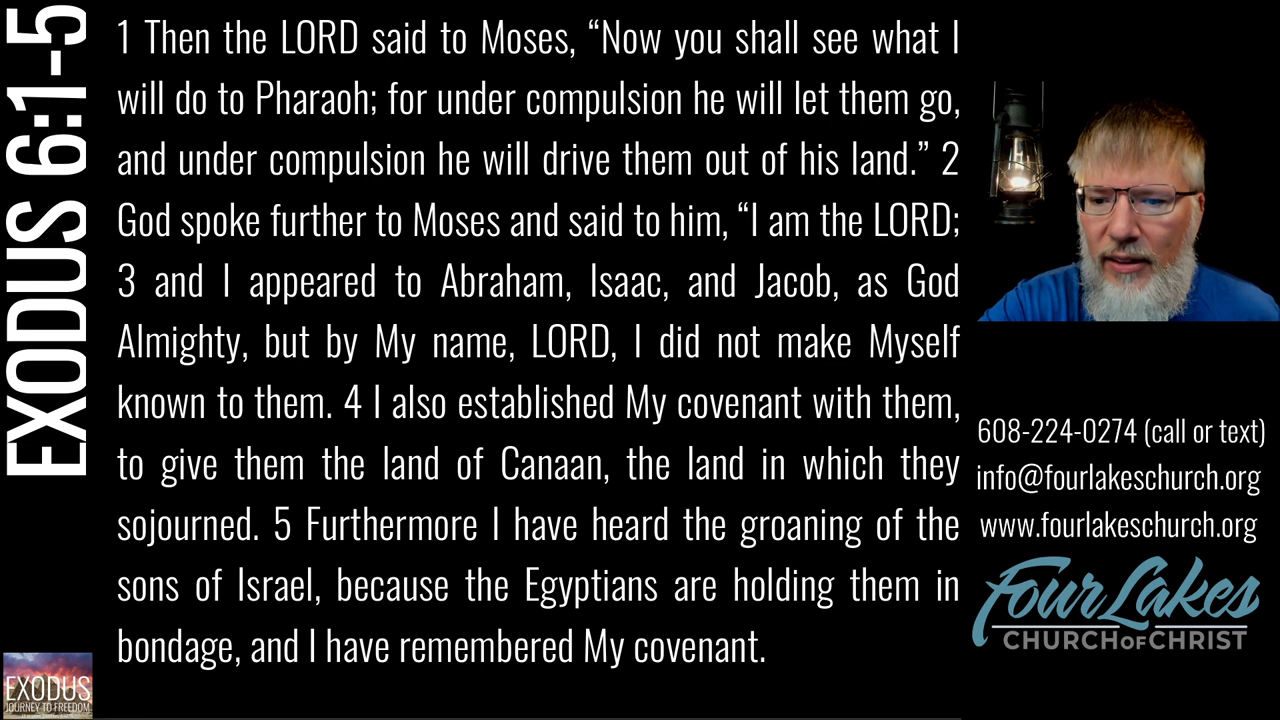 EXODUS 6:1-5
1 Then the LORD said to Moses, “Now you shall see what I
will do to Pharaoh; for under compulsion he will let them go,
and under compulsion he will drive them out of his land.” 2
God spoke further to Moses and said to him, “I am the LORD;
3 and I appeared to Abraham, Isaac, and Jacob, as God
Almighty, but by My name, LORD, I did not make Myself
known to them. 4 I also established My covenant with them,
to give them the land of Canaan, the land in which they
sojourned. 5 Furthermore I have heard the groaning of the
sons of Israel, because the Egyptians are holding them in
bondage, and I have remembered My covenant.
608-224-0274 (call or text)
info@fourlakeschurch.org
www.fourlakeschurch.org
Four Lakes
CHURCH OF CHRIST
EXODUS
JOURNEY TO FREEDOM